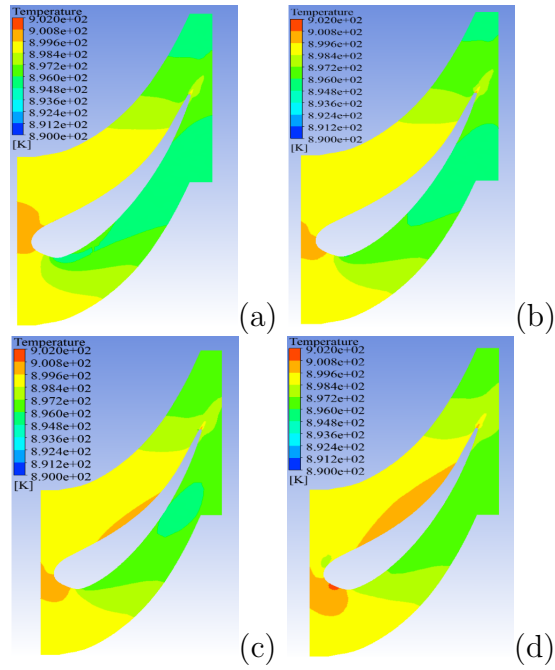 Temperature
9.020e+02
9.008e+02
8.996e+02
8.984e+02
8.972e+02
8.960e+02
8.948e+02
8.936e+02
8.924e+02
8.912e+02
8.900e+02
[K]
(a)
Temperature
9.020e+02
9.008e+02
8.996e+02
8.984e+02
8.972e+02
8.960e+02
8.948e+02
8.936e+02
8.924e+02
8.912e+02
8.900e+02
[K]
(b)
Temperature
9.020e+02
9.008e+02
8.996e+02
8.984e+02
8.972e+02
8.960e+02
8.948e+02
8.936e+02
8.924e+02
8.912e+02
8.900e+02
[K]
(c)
Temperature
9.020e+02
9.008e+02
8.996e+02
8.984e+02
8.972e+02
8.960e+02
8.948e+02
8.936e+02
8.924e+02
8.912e+02
8.900e+02
[K]
(d)